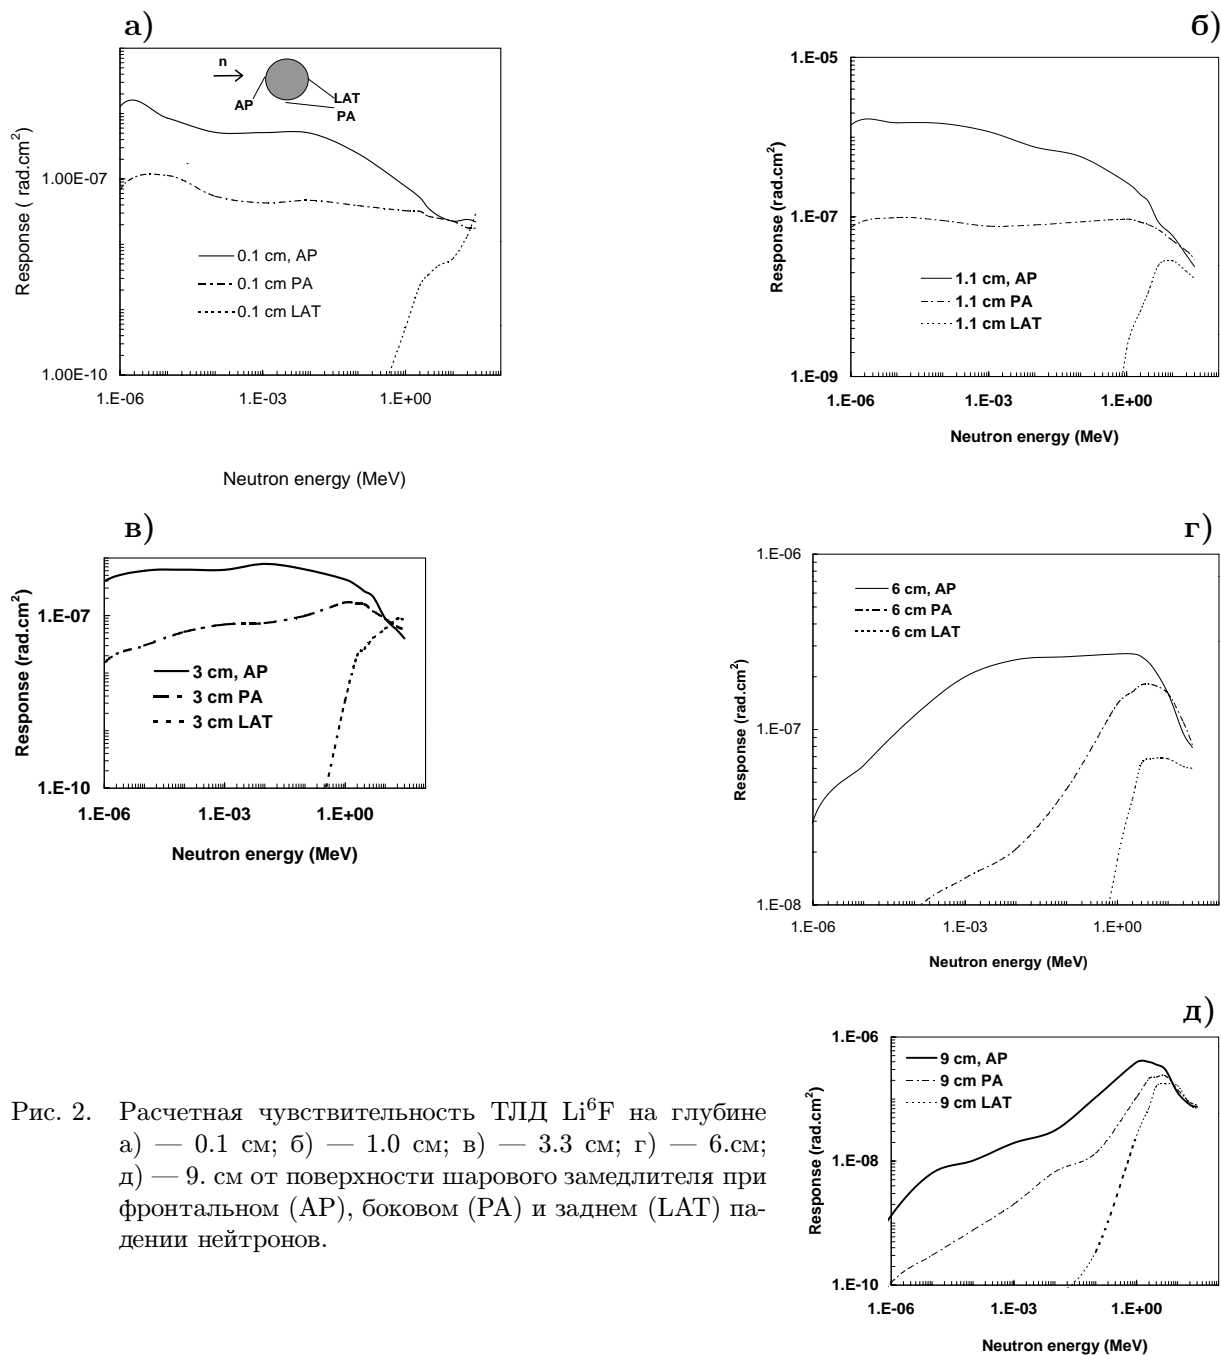 а)
n
AP
LAT
PA
Response ( rad.cm²)
1.00E-07
1.00E-10
0.1 cm, AP
0.1 cm PA
0.1 cm LAT
1.E-06
1.E-03
1.E+00
Neutron energy (MeV)
б)
Response (rad.cm²)
1.E-05
1.E-07
1.E-09
1.1 cm, AP
1.1 cm PA
1.1 cm LAT
1.E-06
1.E-03
1.E+00
Neutron energy (MeV)
в)
Response (rad.cm²)
1.E-07
1.E-10
3 cm, AP
3 cm PA
3 cm LAT
1.E-06
1.E-03
1.E+00
Neutron energy (MeV)
г)
Response (rad.cm²)
1.E-06
1.E-07
1.E-08
6 cm, AP
6 cm PA
6 cm LAT
1.E-06
1.E-03
1.E+00
Neutron energy (MeV)
д)
Response (rad.cm²)
1.E-06
1.E-08
1.E-10
9 cm, AP
9 cm PA
9 cm LAT
1.E-06
1.E-03
1.E+00
Neutron energy (MeV)
Рис. 2. Расчетная чувствительность ТЛД Li⁶F на глубине
а) — 0.1 см; б) — 1.0 см; в) — 3.3 см; г) — 6.см;
д) — 9. см от поверхности шарового замедлителя при
фронтальном (AP), боковом (PA) и заднем (LAT) па-
дении нейтронов.